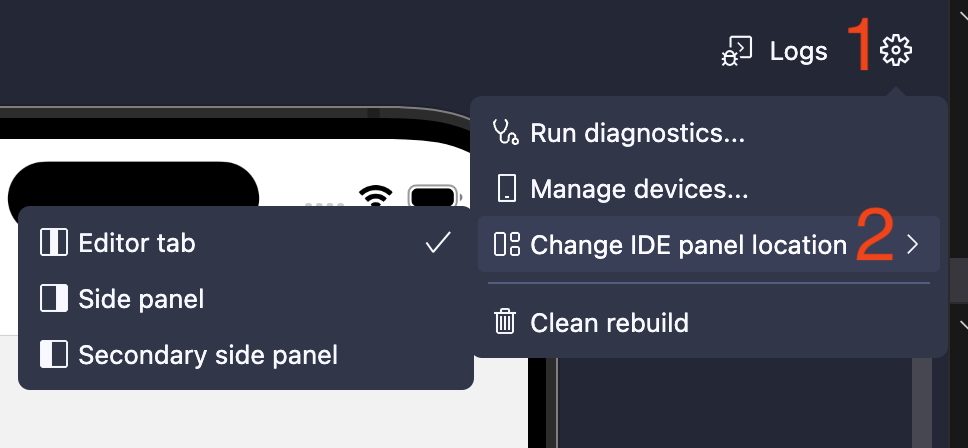 Logs 1
Run diagnostics...
Manage devices...
Change IDE panel location 2
Clean rebuild
Editor tab
Side panel
Secondary side panel